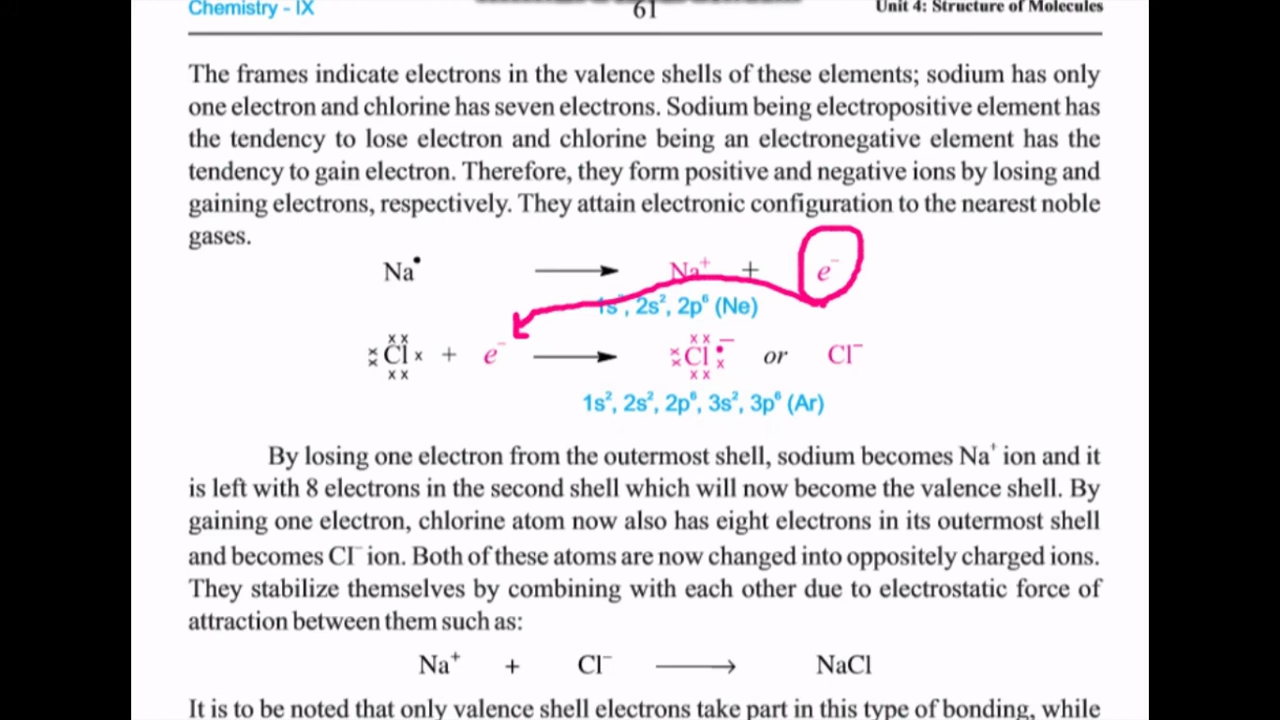 Chemistry - IX 61 Unit 4: Structure of Molecules
The frames indicate electrons in the valence shells of these elements; sodium has only
one electron and chlorine has seven electrons. Sodium being electropositive element has
the tendency to lose electron and chlorine being an electronegative element has the
tendency to gain electron. Therefore, they form positive and negative ions by losing and
gaining electrons, respectively. They attain electronic configuration to the nearest noble
gases.
Na• ⟶ Na⁺ + e⁻
1s², 2s², 2p⁶ (Ne)
xx xx Cl x xx + e⁻ ⟶ xx xx Cl •x xx ⁻ or Cl⁻
1s², 2s², 2p⁶, 3s², 3p⁶ (Ar)
By losing one electron from the outermost shell, sodium becomes Na⁺ ion and it
is left with 8 electrons in the second shell which will now become the valence shell. By
gaining one electron, chlorine atom now also has eight electrons in its outermost shell
and becomes Cl⁻ ion. Both of these atoms are now changed into oppositely charged ions.
They stabilize themselves by combining with each other due to electrostatic force of
attraction between them such as:
Na⁺ + Cl⁻ ⟶ NaCl
It is to be noted that only valence shell electrons take part in this type of bonding, while